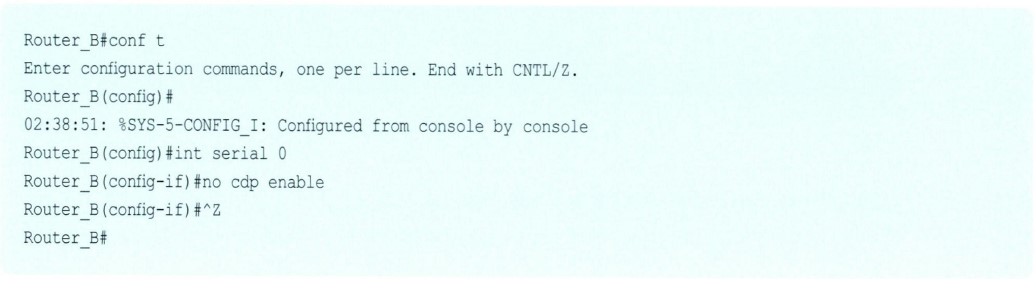 Router_B#conf t
Enter configuration commands, one per line. End with CNTL/Z.
Router_B(config)#
02:38:51: %SYS-5-CONFIG_I: Configured from console by console
Router_B(config)#int serial 0
Router_B(config-if)#no cdp enable
Router_B(config-if)#^Z
Router_B#